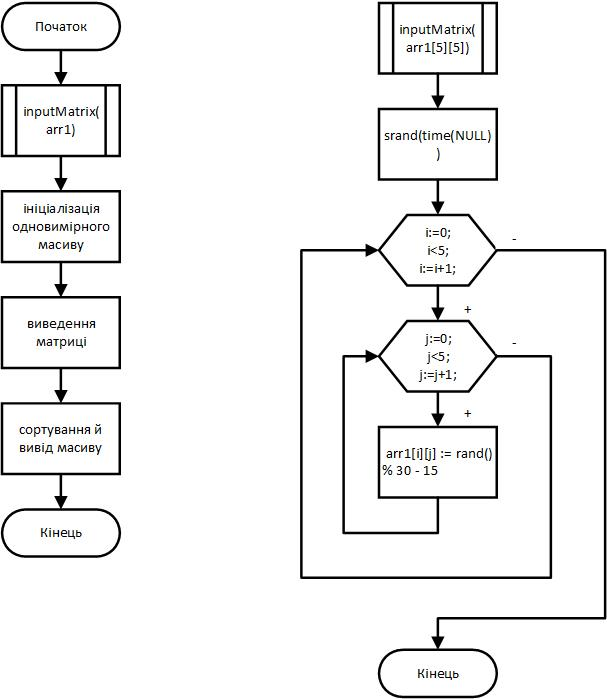 Початок
inputMatrix(
arr1)
ініціалізація
одновимірного
масиву
виведення
матриці
сортування й
вивід масиву
Кінець
inputMatrix(
arr1[5][5])
srand(time(NULL)
)
i:=0;
i<5;
i:=i+1;
-
+
j:=0;
j<5;
j:=j+1;
-
+
arr1[i][j] := rand()
% 30 - 15
Кінець